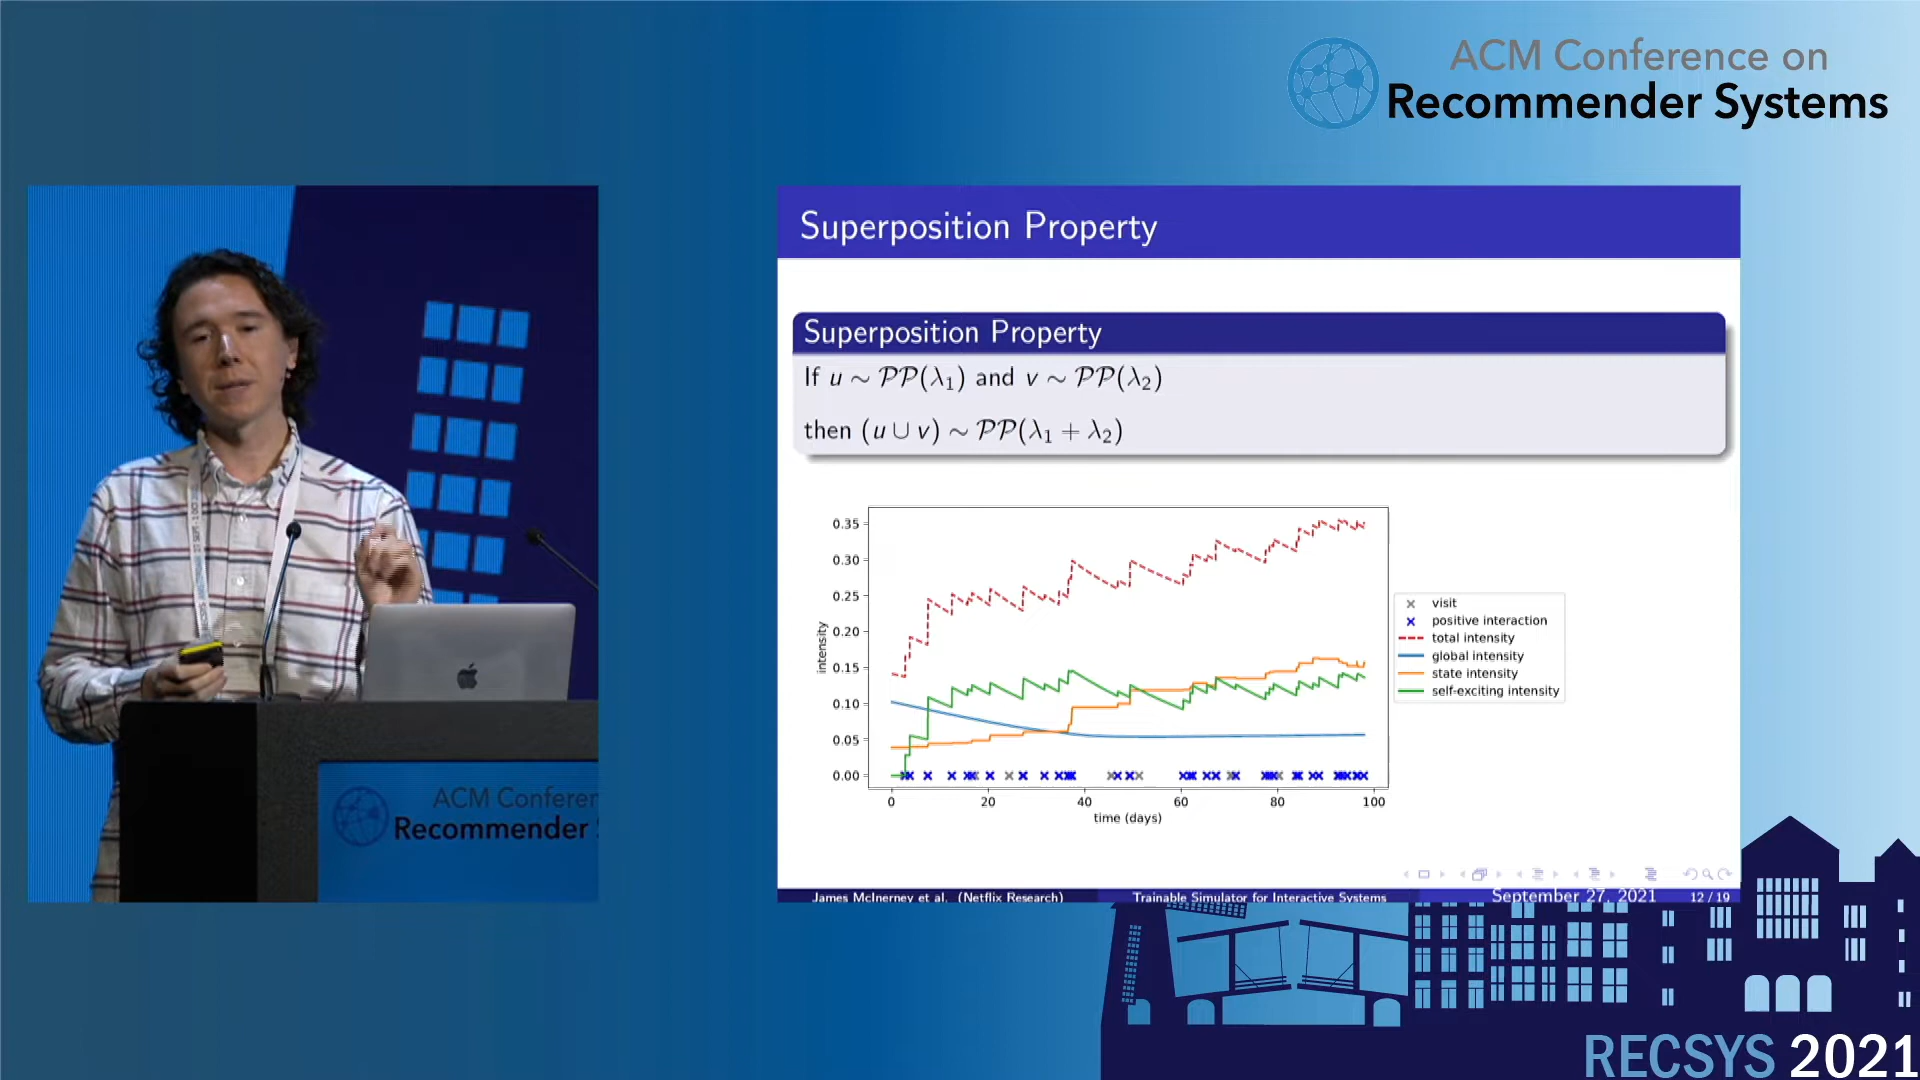 ACM Conference on
Recommender Systems
Superposition Property
Superposition Property
If u ∼ PP(λ₁) and v ∼ PP(λ₂)
then (u ∪ v) ∼ PP(λ₁ + λ₂)
0.35
0.30
0.25
0.20
0.15
0.10
0.05
0.00
intensity
0 20 40 60 80 100
time (days)
visit
positive interaction
total intensity
global intensity
state intensity
self-exciting intensity
James McInerney et al. (Netflix Research) Trainable Simulator for Interactive Systems September 27, 2021 12 / 19
ACM Conferen
Recommender S
RECSYS 2021